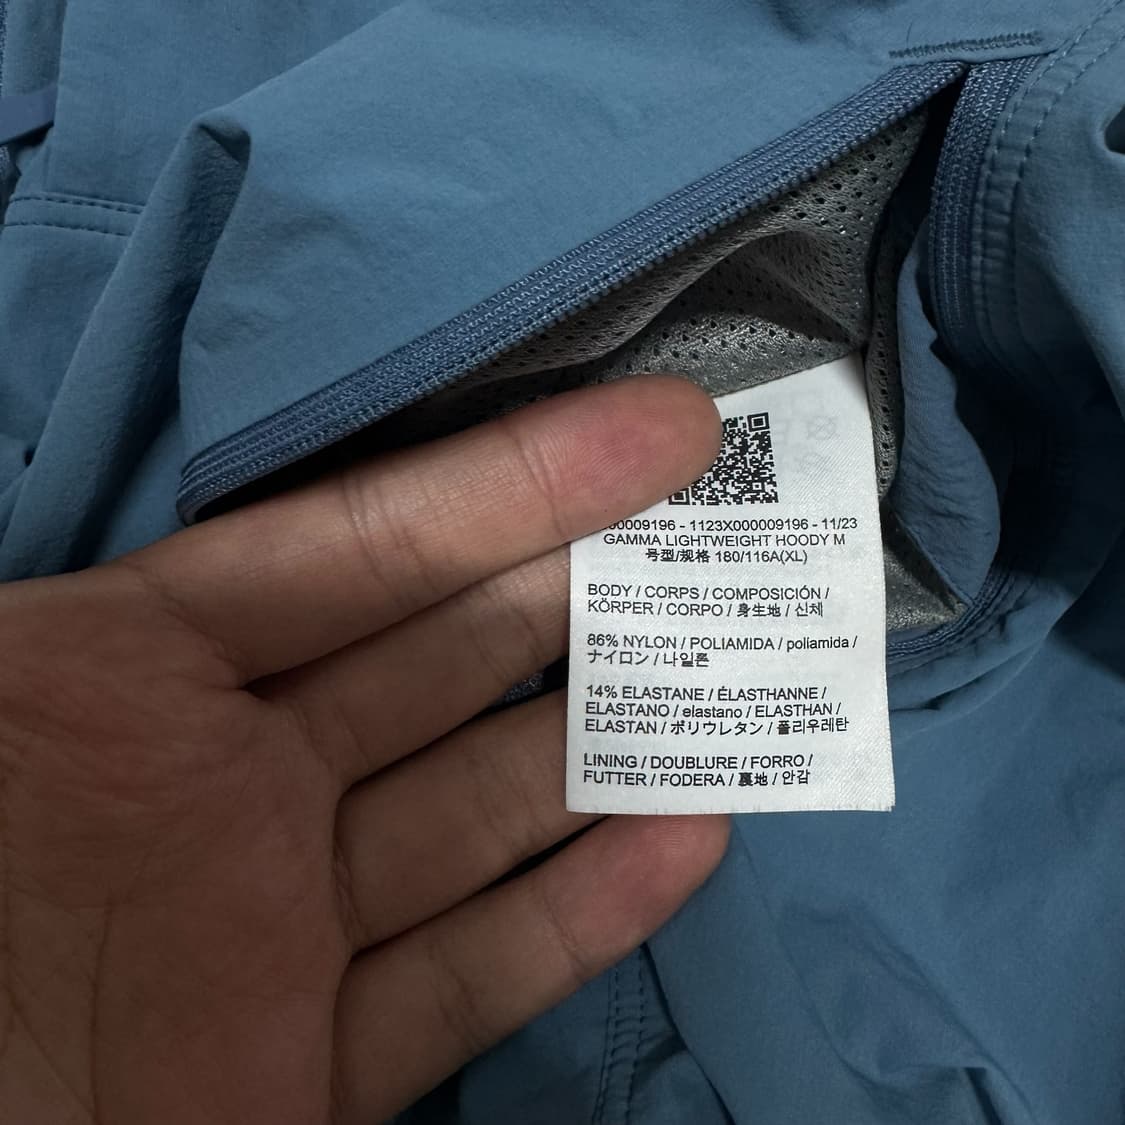 00009196 - 1123X000009196 - 11/23
GAMMA LIGHTWEIGHT HOODY M
号型/规格 180/116A(XL)
BODY / CORPS / COMPOSICIÓN /
KÖRPER / CORPO / 身生地 / 신체
86% NYLON / POLIAMIDA / poliamida /
ナイロン / 나일론
14% ELASTANE / ÉLASTHANNE /
ELASTANO / elastano / ELASTHAN /
ELASTAN / ポリウレタン / 폴리우레탄
LINING / DOUBLURE / FORRO /
FUTTER / FODERA / 裏地 / 안감